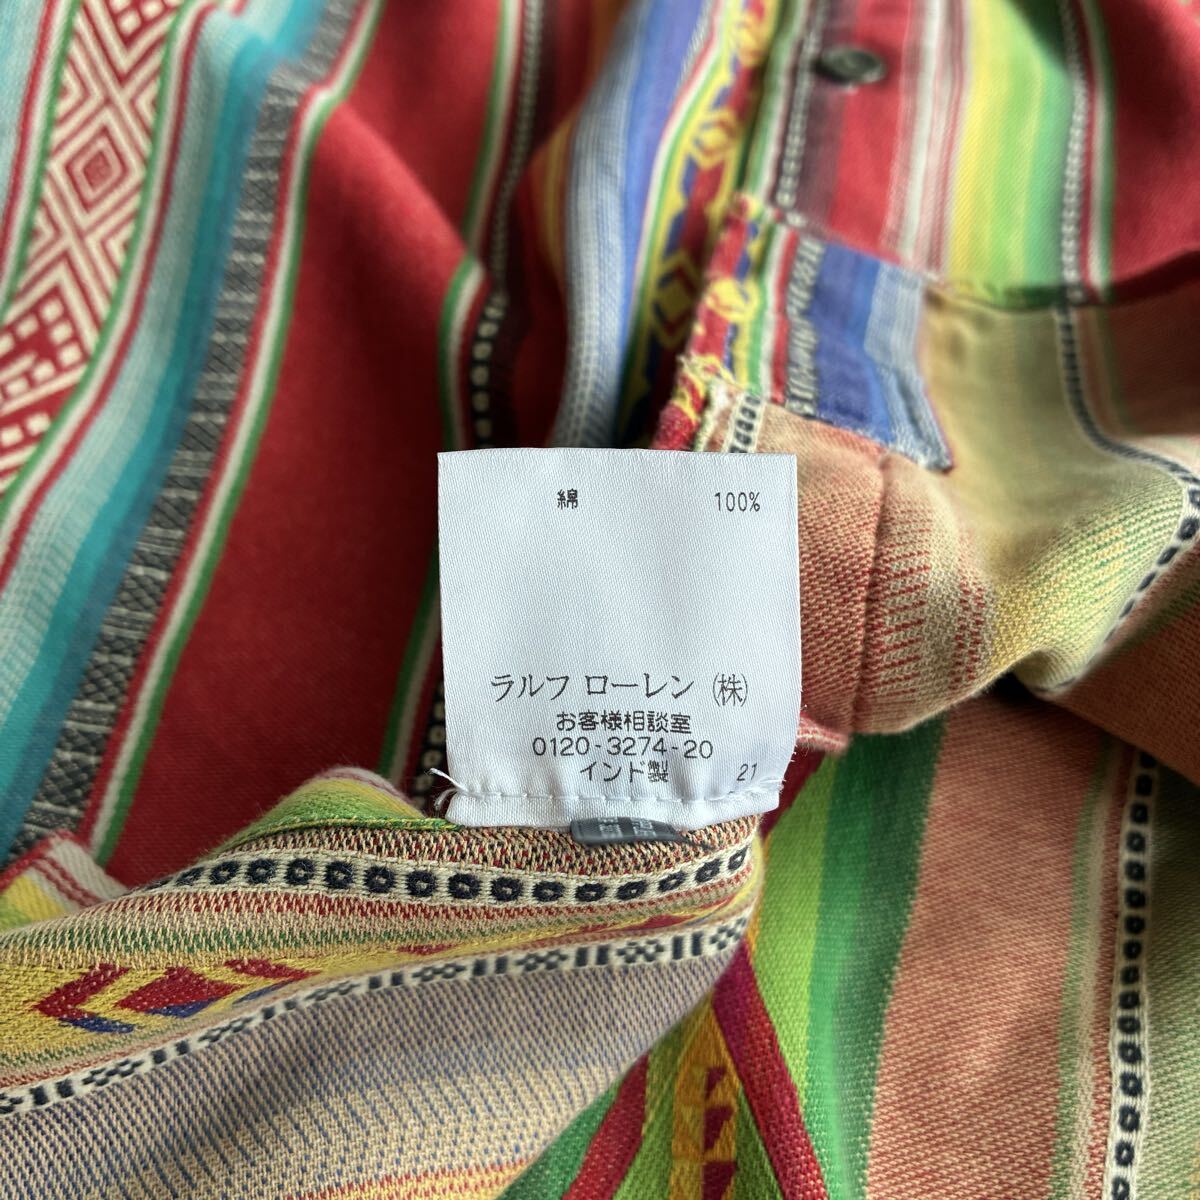 綿 100%
ラルフ ローレン (株)
お客様相談室
0120-3274-20
インド製 21